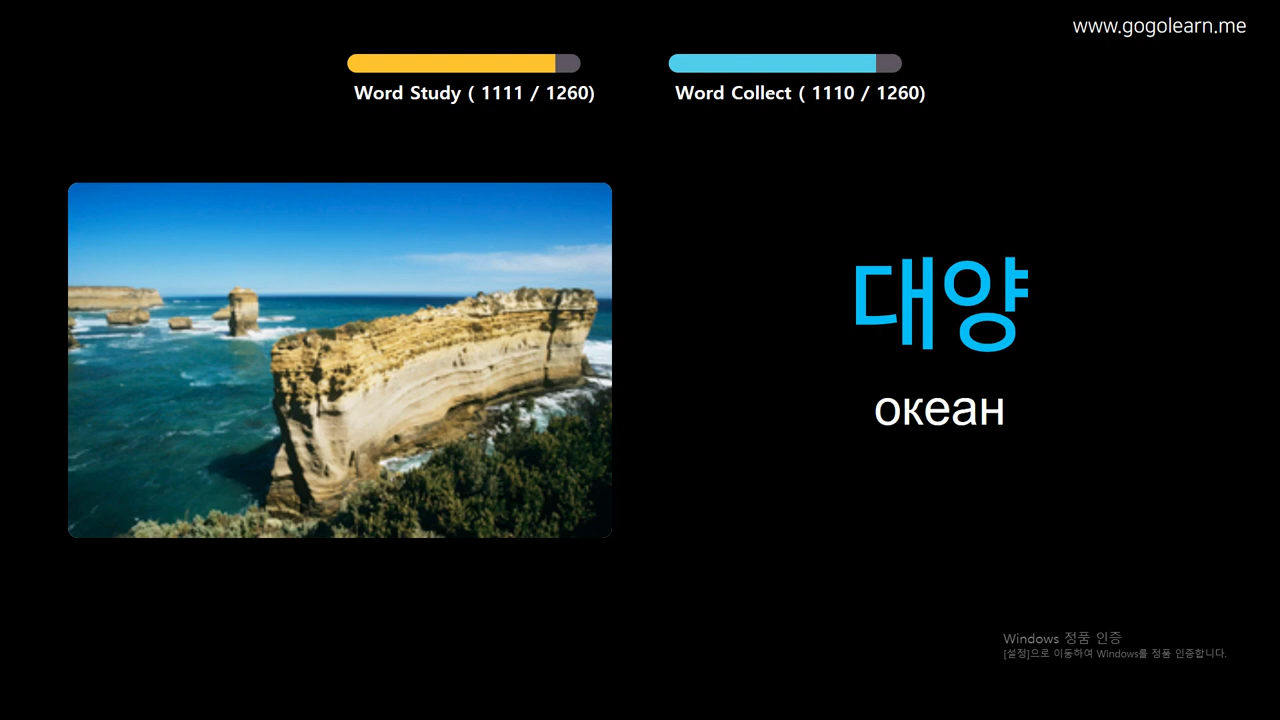 www.gogolearn.me
Word Study ( 1111 / 1260)
Word Collect ( 1110 / 1260)
대양
океан
Windows 정품 인증
[설정]으로 이동하여 Windows를 정품 인증합니다.